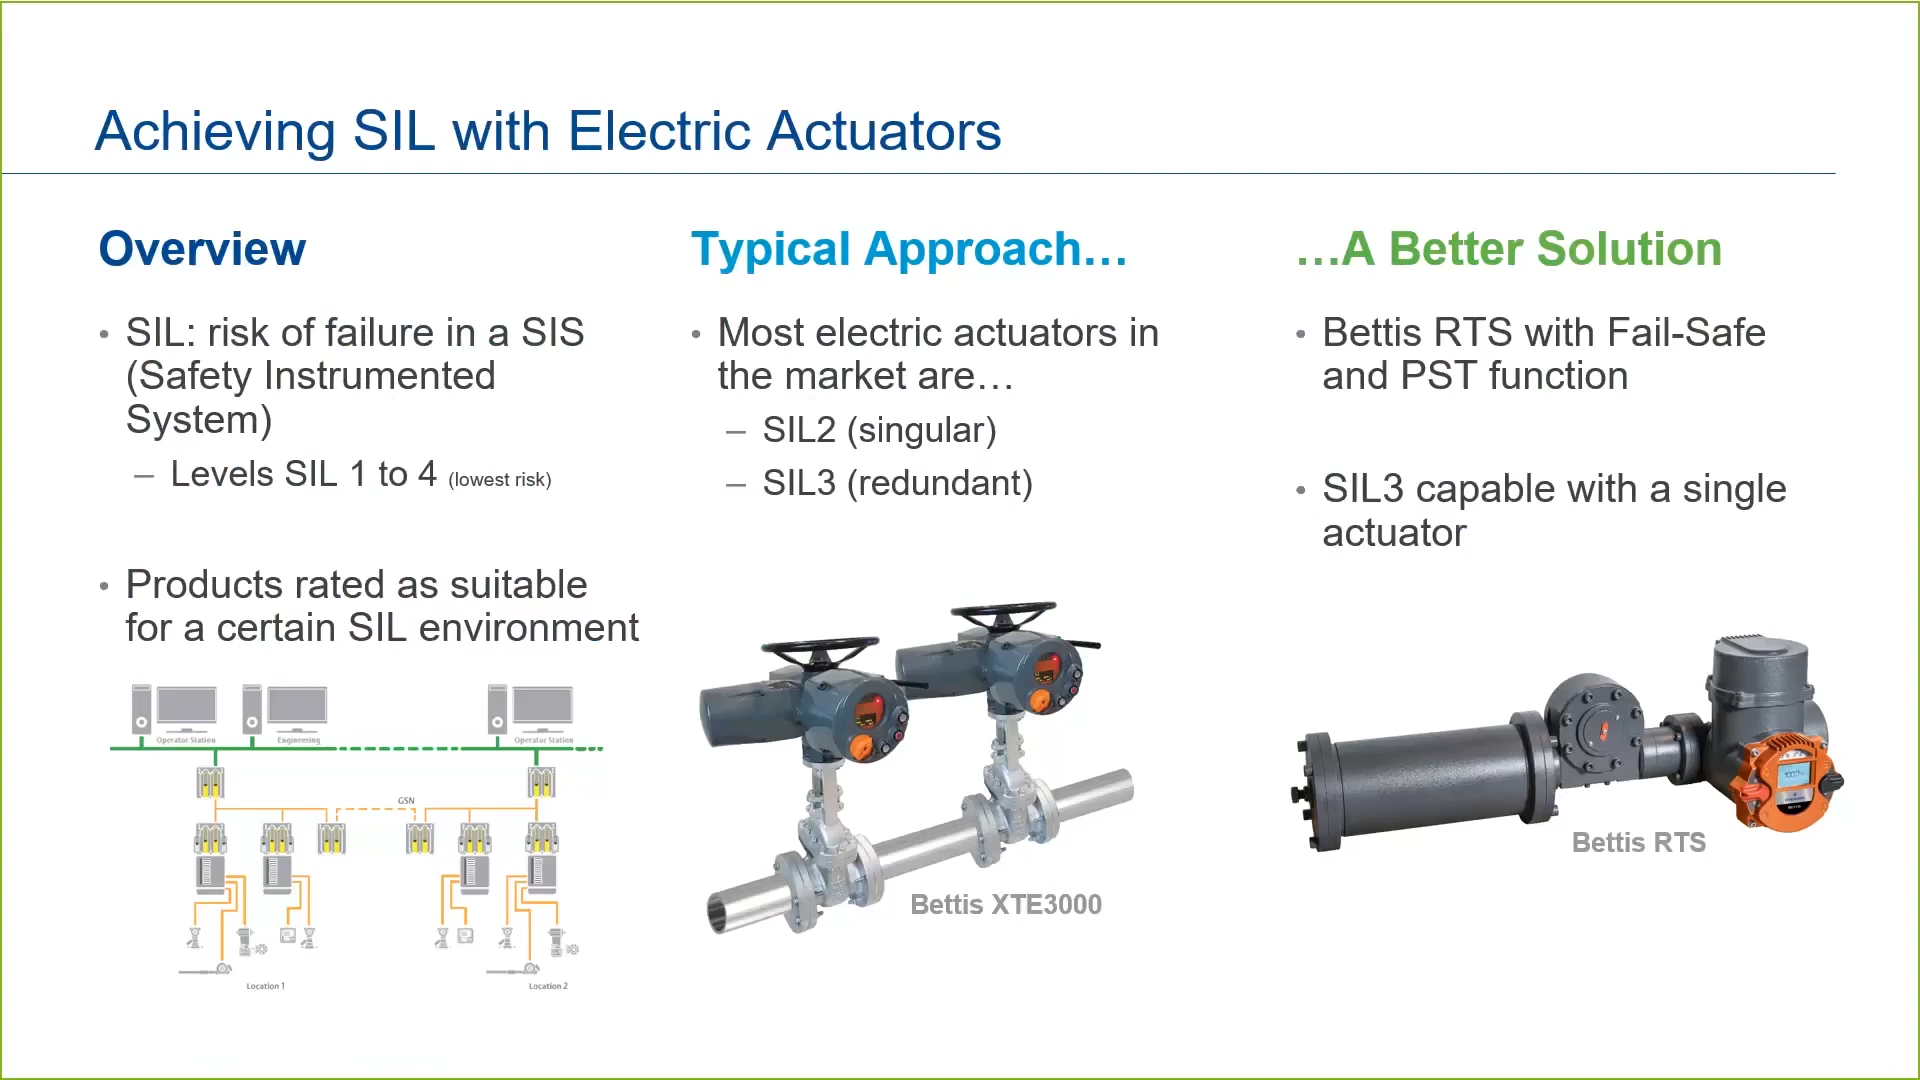 Achieving SIL with Electric Actuators
Overview
• SIL: risk of failure in a SIS
(Safety Instrumented
System)
– Levels SIL 1 to 4 (lowest risk)
• Products rated as suitable
for a certain SIL environment
Operator Station
Engineering
Operator Station
GSN
Location 1
Location 2
Typical Approach…
• Most electric actuators in
the market are…
– SIL2 (singular)
– SIL3 (redundant)
Bettis XTE3000
…A Better Solution
• Bettis RTS with Fail-Safe
and PST function
• SIL3 capable with a single
actuator
Bettis RTS